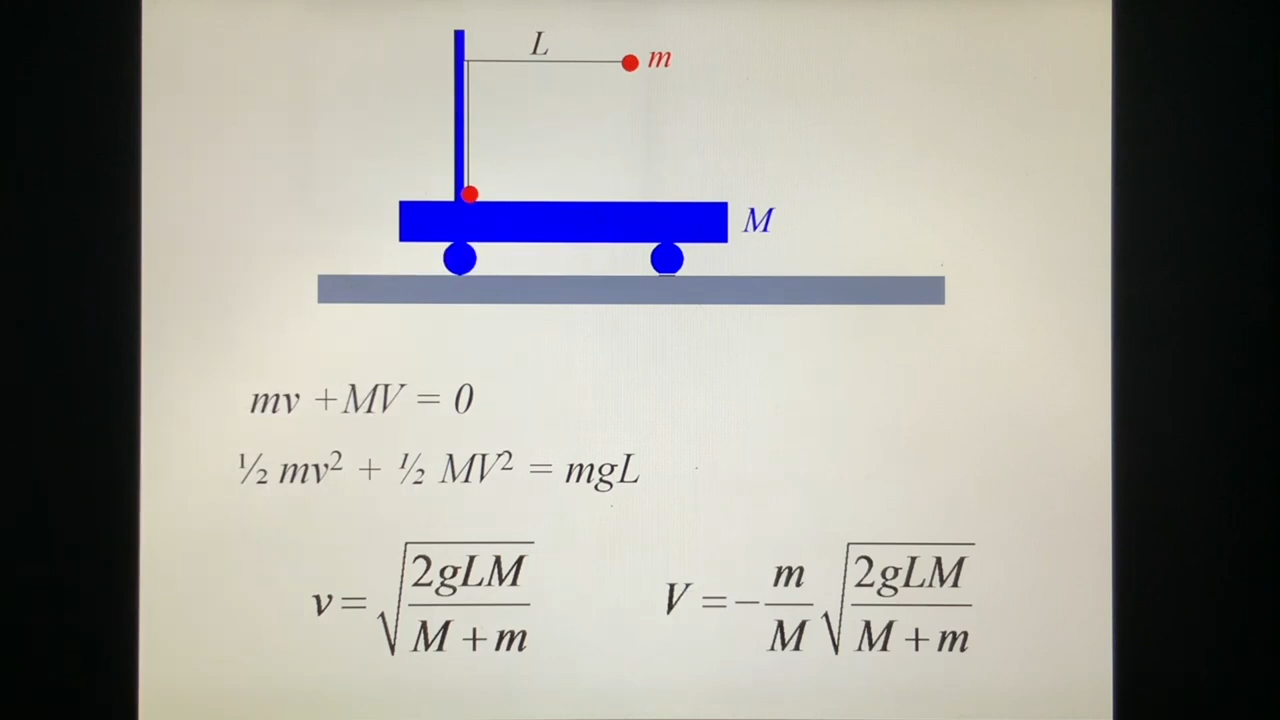 L
m
M
mv + MV = 0
½ mv² + ½ MV² = mgL
v = √(2gLM / (M + m))
V = −(m/M) √(2gLM / (M + m))